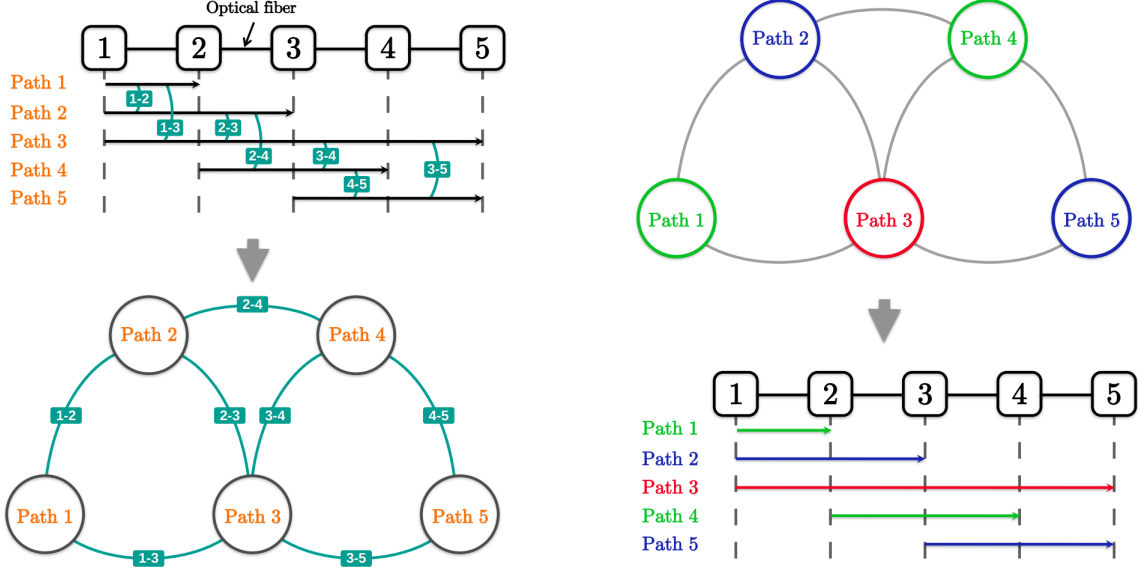 Optical fiber
1 2 3 4 5
Path 1
1-2
Path 2
1-3 2-3
Path 3
2-4 3-4
Path 4
3-5
4-5
Path 5
2-4
Path 2 Path 4
1-2 2-3 3-4 4-5
Path 1 Path 3 Path 5
1-3 3-5
Path 2 Path 4
Path 1 Path 3 Path 5
1 2 3 4 5
Path 1
Path 2
Path 3
Path 4
Path 5